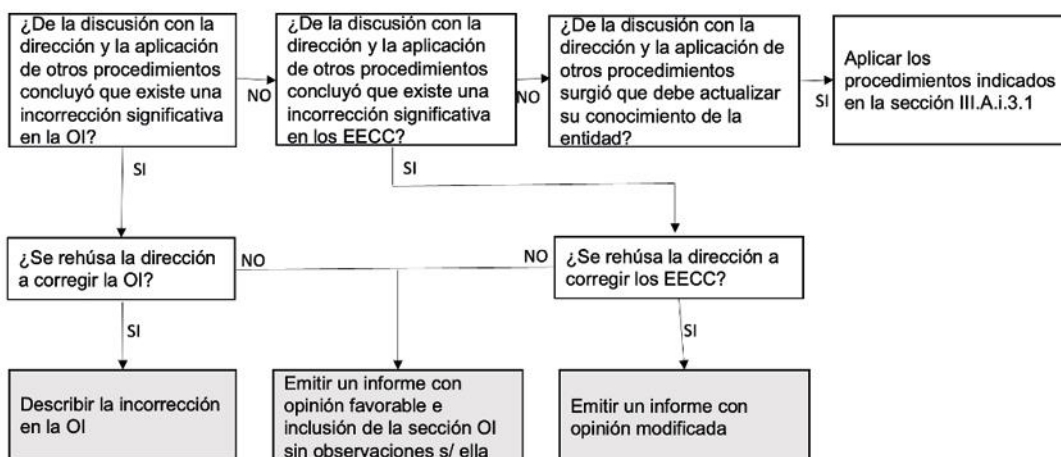 ¿De la discusión con la
dirección y la aplicación
de otros procedimientos
concluyó que existe una
incorrección significativa
en la OI?
NO
¿De la discusión con la
dirección y la aplicación
de otros procedimientos
concluyó que existe una
incorrección significativa
en los EECC?
NO
¿De la discusión con la
dirección y la aplicación de
otros procedimientos
surgió que debe actualizar
su conocimiento de la
entidad?
SI
Aplicar los
procedimientos indicados
en la sección III.A.i.3.1
SI
SI
¿Se rehúsa la dirección
a corregir la OI?
NO
NO
¿Se rehúsa la dirección a
corregir los EECC?
SI
SI
Describir la incorrección
en la OI
Emitir un informe con
opinión favorable e
inclusión de la sección OI
sin observaciones s/ ella
Emitir un informe con
opinión modificada